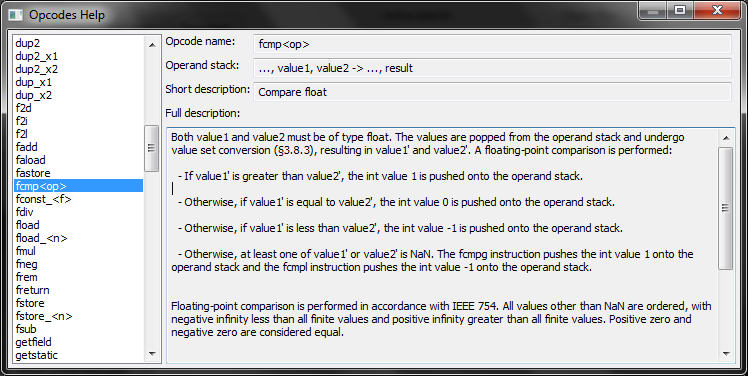 Opcodes Help
dup2
dup2_x1
dup2_x2
dup_x1
dup_x2
f2d
f2i
f2l
fadd
faload
fastore
fcmp<op>
fconst_<f>
fdiv
fload
fload_<n>
fmul
fneg
frem
freturn
fstore
fstore_<n>
fsub
getfield
getstatic
Opcode name: fcmp<op>
Operand stack: ..., value1, value2 -> ..., result
Short description: Compare float
Full description:
Both value1 and value2 must be of type float. The values are popped from the operand stack and undergo
value set conversion (§3.8.3), resulting in value1' and value2'. A floating-point comparison is performed:
- If value1' is greater than value2', the int value 1 is pushed onto the operand stack.
- Otherwise, if value1' is equal to value2', the int value 0 is pushed onto the operand stack.
- Otherwise, if value1' is less than value2', the int value -1 is pushed onto the operand stack.
- Otherwise, at least one of value1' or value2' is NaN. The fcmpg instruction pushes the int value 1 onto the
operand stack and the fcmpl instruction pushes the int value -1 onto the operand stack.
Floating-point comparison is performed in accordance with IEEE 754. All values other than NaN are ordered, with
negative infinity less than all finite values and positive infinity greater than all finite values. Positive zero and
negative zero are considered equal.